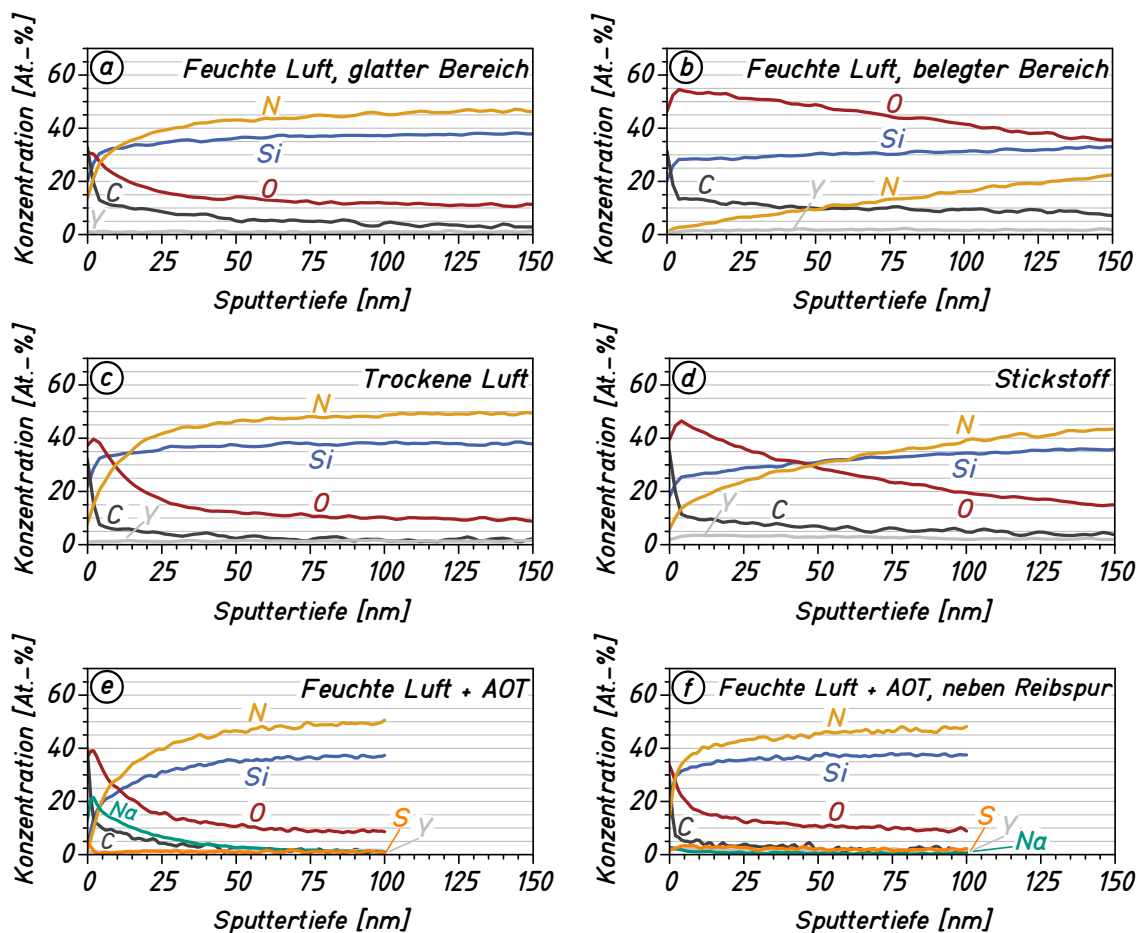 Konzentration [At.-%]
60
40
20
0
a
Feuchte Luft, glatter Bereich
N
Si
O
C
Y
0 25 50 75 100 125 150
Sputtertiefe [nm]
Konzentration [At.-%]
60
40
20
0
b
Feuchte Luft, belegter Bereich
O
Si
C
Y
N
0 25 50 75 100 125 150
Sputtertiefe [nm]
Konzentration [At.-%]
60
40
20
0
c
Trockene Luft
N
Si
O
C
Y
0 25 50 75 100 125 150
Sputtertiefe [nm]
Konzentration [At.-%]
60
40
20
0
d
Stickstoff
N
Si
O
C
Y
0 25 50 75 100 125 150
Sputtertiefe [nm]
Konzentration [At.-%]
60
40
20
0
e
Feuchte Luft + AOT
N
Si
O
Na
C
S
Y
0 25 50 75 100 125 150
Sputtertiefe [nm]
Konzentration [At.-%]
60
40
20
0
f
Feuchte Luft + AOT, neben Reibspur
N
Si
O
C
S
Y
Na
0 25 50 75 100 125 150
Sputtertiefe [nm]